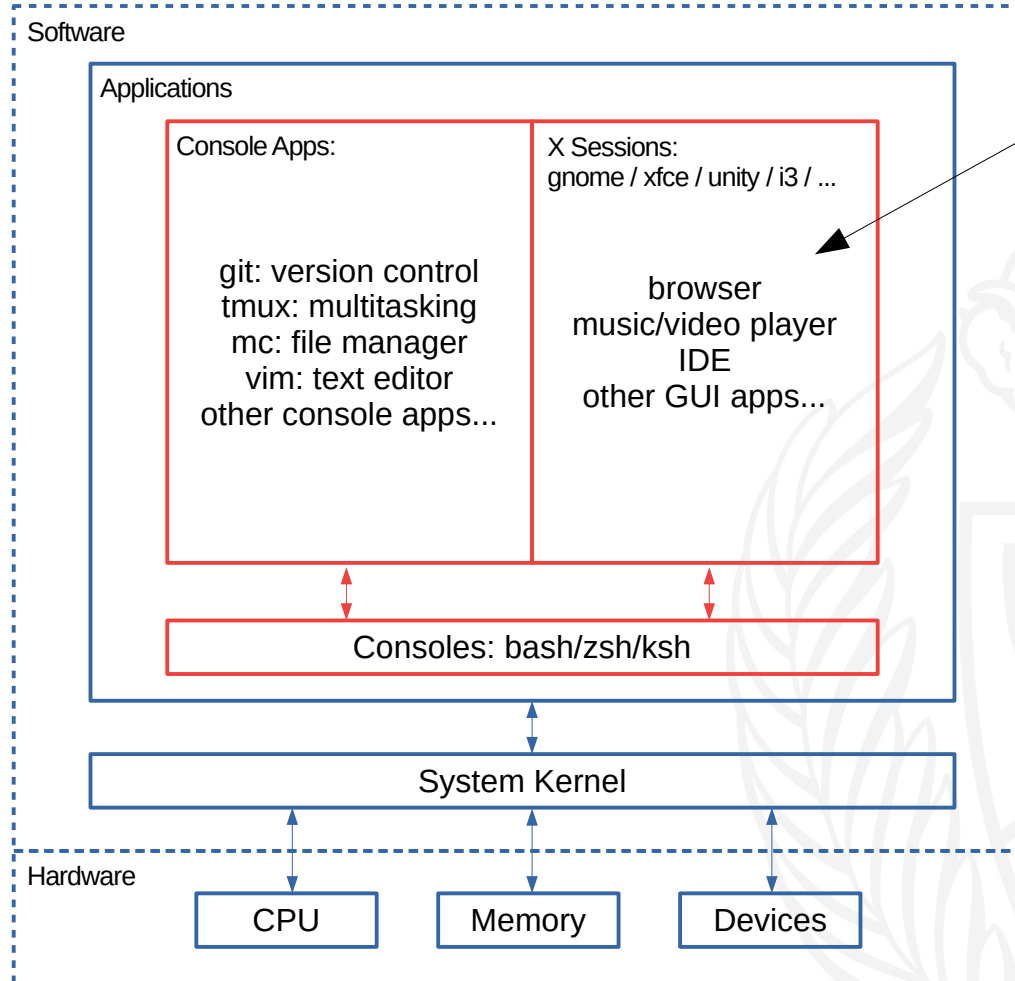 Software
Applications
Console Apps:
git: version control
tmux: multitasking
mc: file manager
vim: text editor
other console apps...
X Sessions:
gnome / xfce / unity / i3 / ...
browser
music/video player
IDE
other GUI apps...
Consoles: bash/zsh/ksh
System Kernel
Hardware
CPU
Memory
Devices